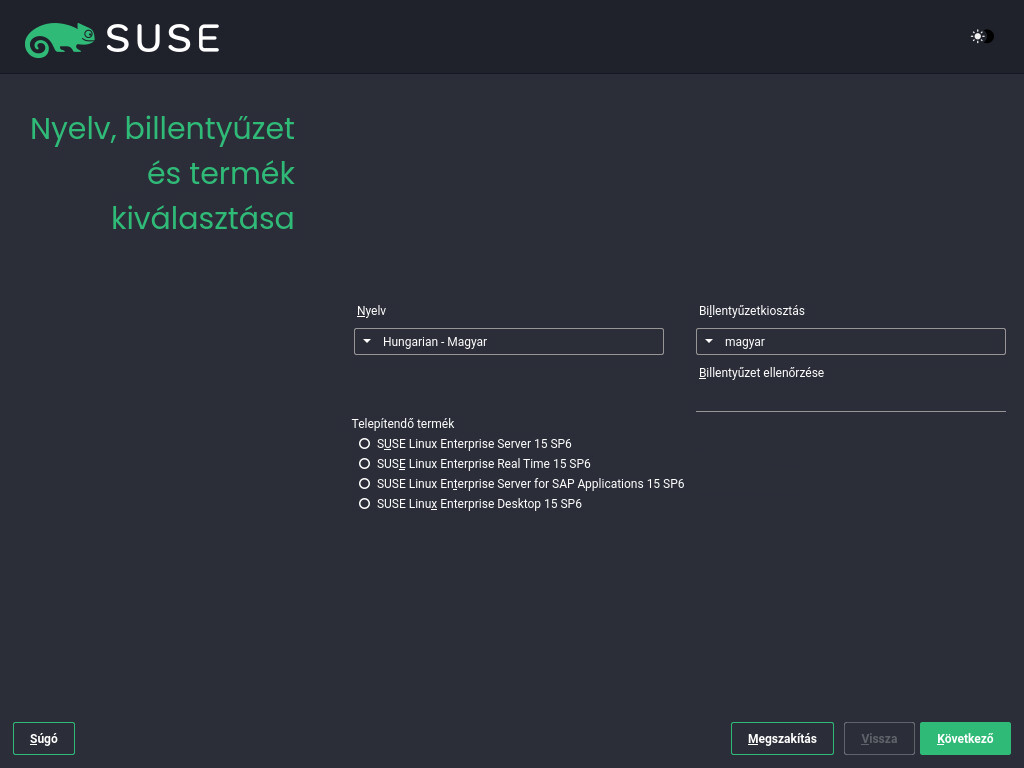 SUSE
Nyelv, billentyűzet
és termék
kiválasztása
Nyelv
Billentyűzetkiosztás
Hungarian - Magyar
magyar
Billentyűzet ellenőrzése
Telepítendő termék
SUSE Linux Enterprise Server 15 SP6
SUSE Linux Enterprise Real Time 15 SP6
SUSE Linux Enterprise Server for SAP Applications 15 SP6
SUSE Linux Enterprise Desktop 15 SP6
Súgó
Megszakítás
Vissza
Következő